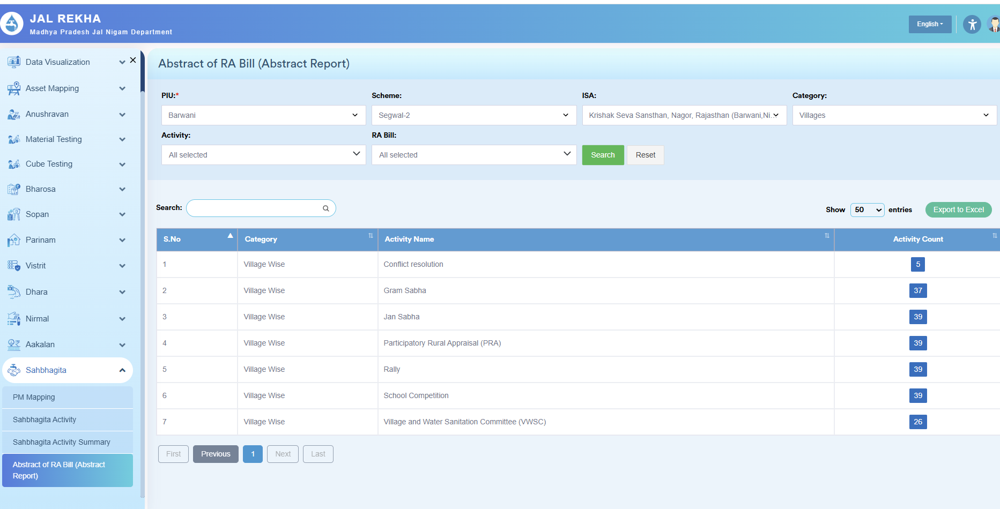 JAL REKHA
Madhya Pradesh Jal Nigam Department
English
Data Visualization
Asset Mapping
Anushravan
Material Testing
Cube Testing
Bharosa
Sopan
Parinam
Vistrit
Dhara
Nirmal
Aakalan
Sahbhagita
PM Mapping
Sahbhagita Activity
Sahbhagita Activity Summary
Abstract of RA Bill (Abstract
Report)
Abstract of RA Bill (Abstract Report)
PIU:* Scheme: ISA: Category:
Barwani Segwal-2 Krishak Seva Sansthan, Nagor, Rajasthan (Barwani,Ni... Villages
Activity: RA Bill:
All selected All selected Search Reset
Search: Show 50 entries Export to Excel
S.No Category Activity Name Activity Count
1 Village Wise Conflict resolution 5
2 Village Wise Gram Sabha 37
3 Village Wise Jan Sabha 39
4 Village Wise Participatory Rural Appraisal (PRA) 39
5 Village Wise Rally 39
6 Village Wise School Competition 39
7 Village Wise Village and Water Sanitation Committee (VWSC) 26
First Previous 1 Next Last